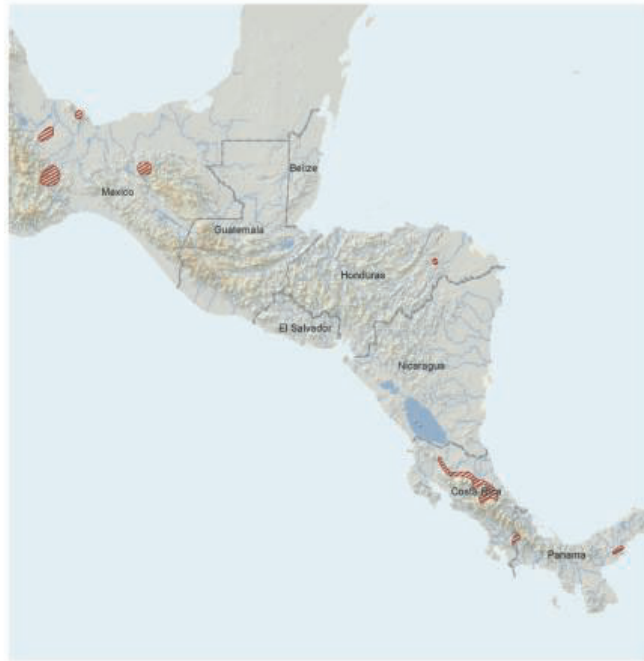 Belize
Mexico
Guatemala
Honduras
El Salvador
Nicaragua
Costa Rica
Panama